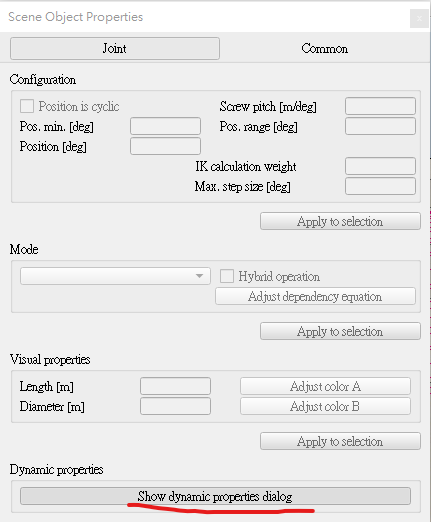 Scene Object Properties
Joint
Common
Configuration
Position is cyclic
Screw pitch [m/deg]
Pos. min. [deg]
Pos. range [deg]
Position [deg]
IK calculation weight
Max. step size [deg]
Apply to selection
Mode
Hybrid operation
Adjust dependency equation
Apply to selection
Visual properties
Length [m]
Adjust color A
Diameter [m]
Adjust color B
Apply to selection
Dynamic properties
Show dynamic properties dialog